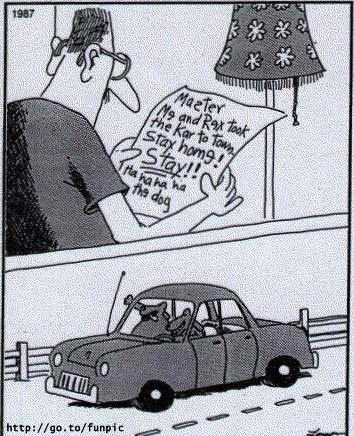 1987
Master
Me and Rex took
the Kar to Town
Stay home!
Stay!!
Ha ha ha ha
the dog
http://go.to/funpic